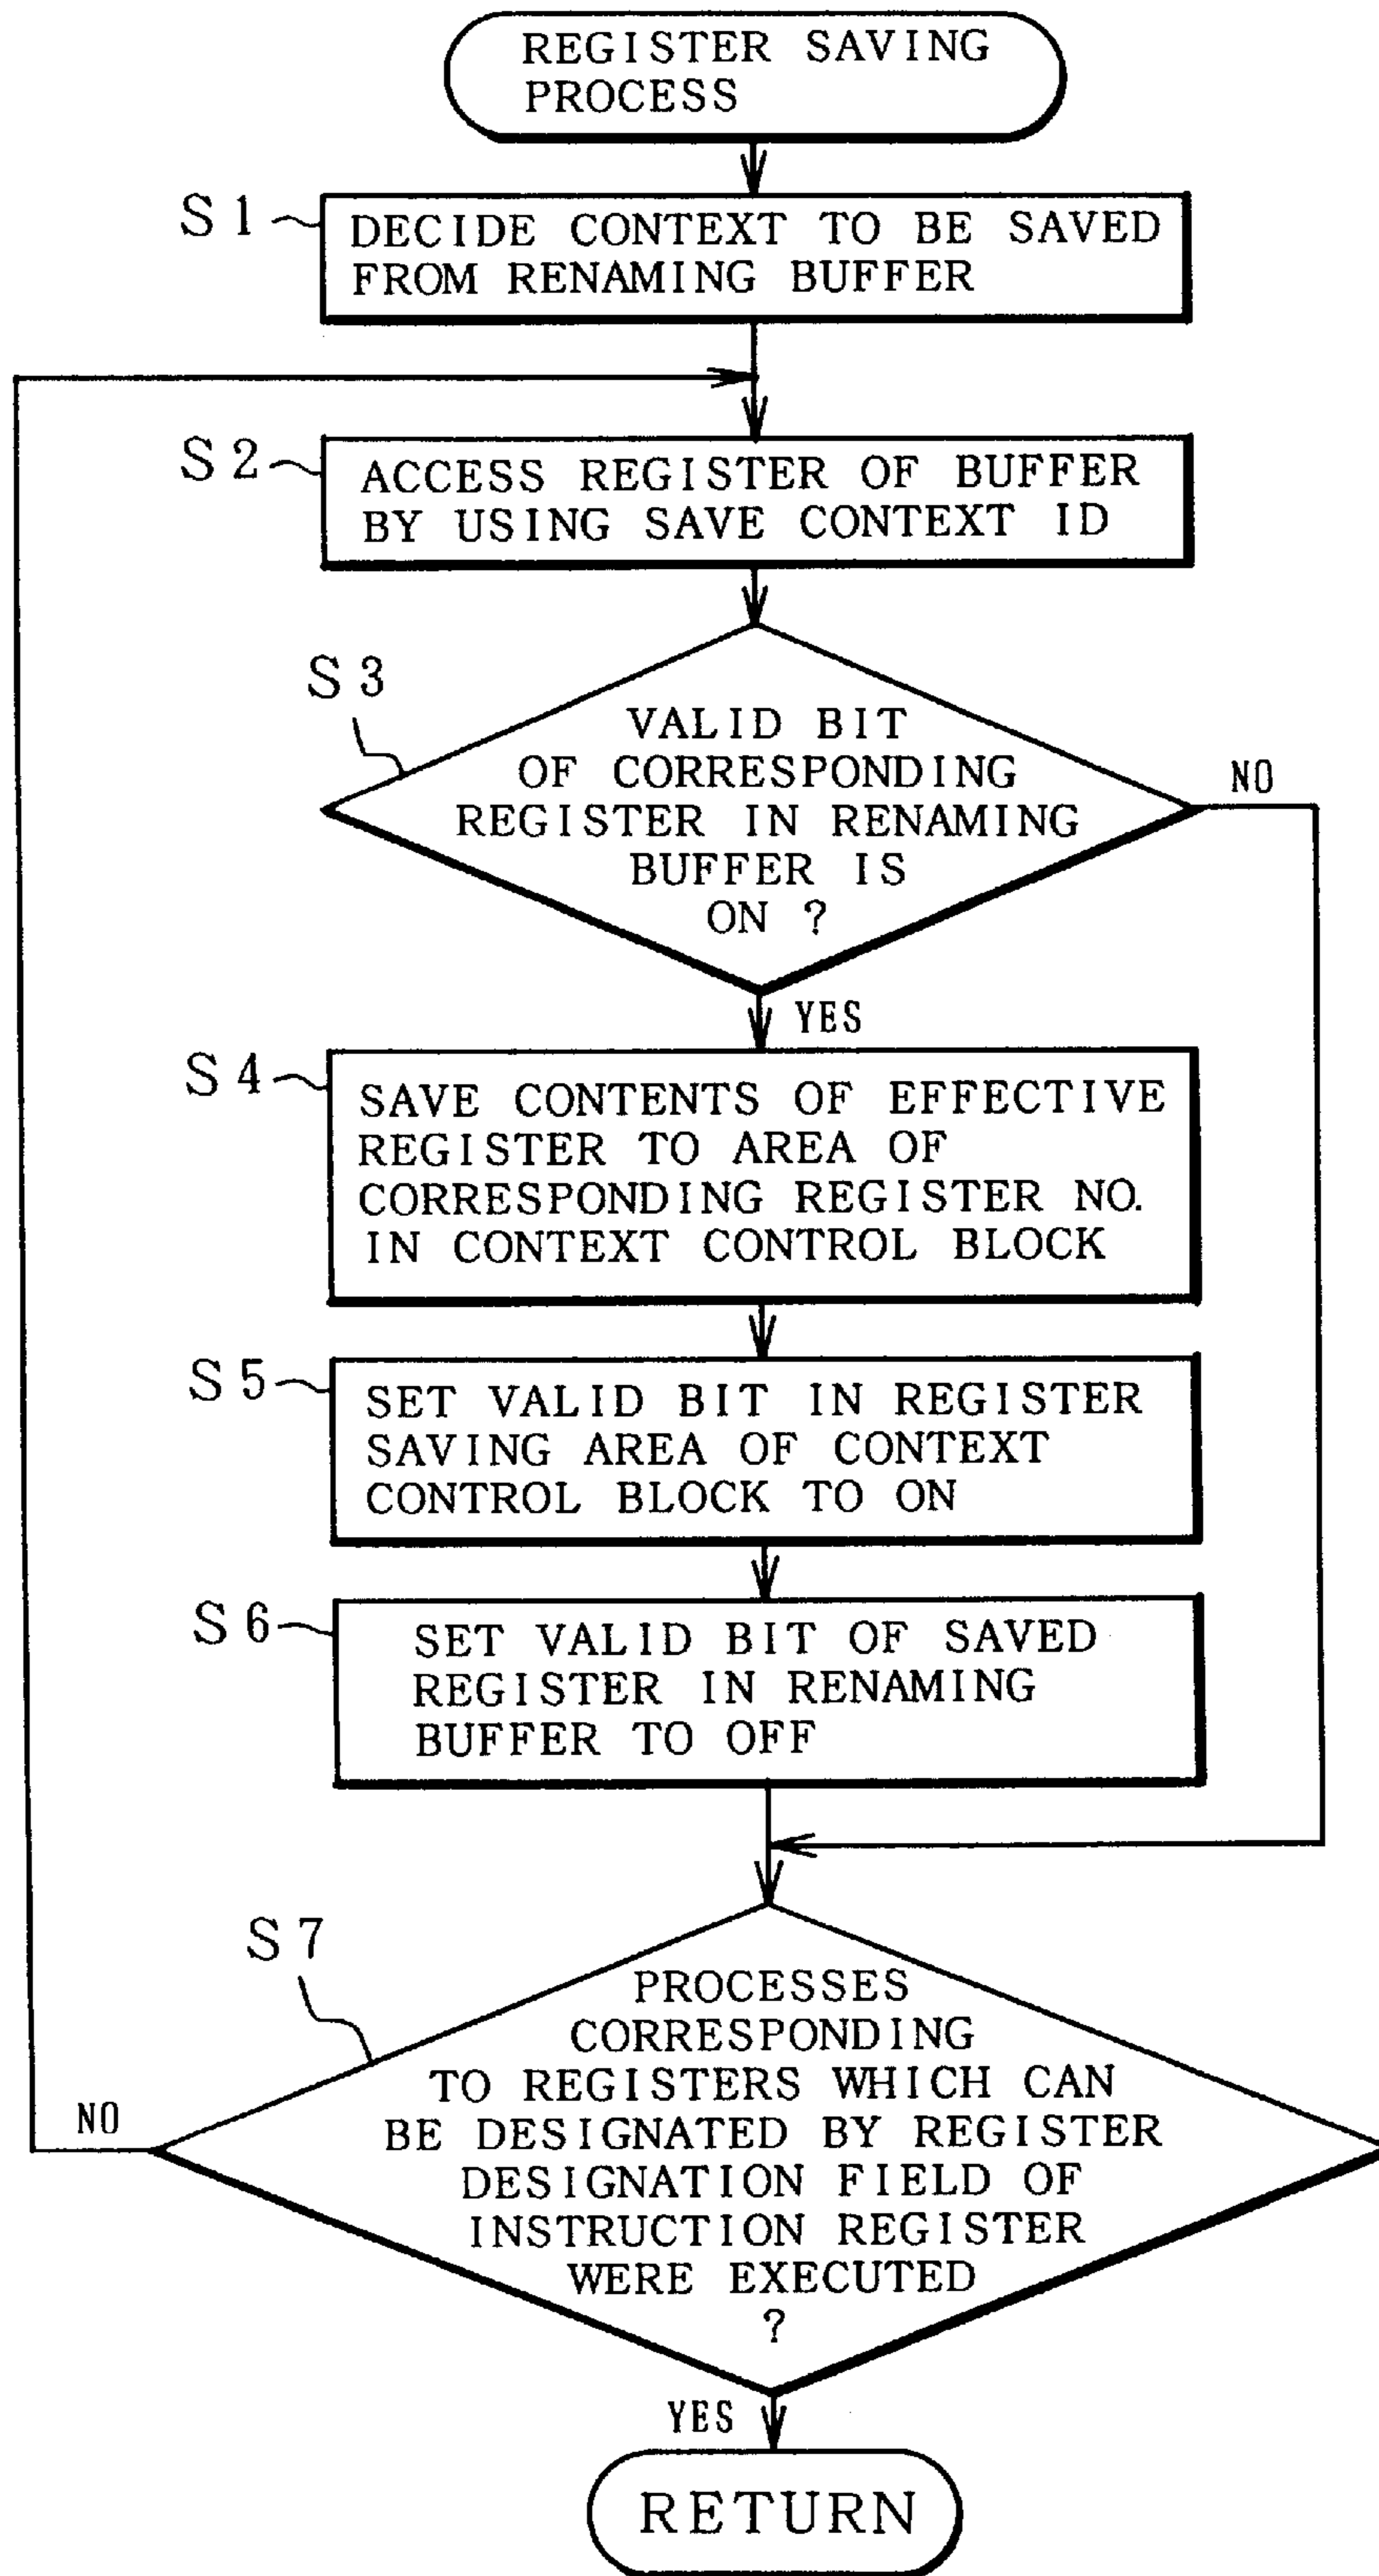 REGISTER SAVING
PROCESS
S1
DECIDE CONTEXT TO BE SAVED
FROM RENAMING BUFFER
S2
ACCESS REGISTER OF BUFFER
BY USING SAVE CONTEXT ID
S3
VALID BIT
OF CORRESPONDING
REGISTER IN RENAMING
BUFFER IS
ON ?
NO
YES
S4
SAVE CONTENTS OF EFFECTIVE
REGISTER TO AREA OF
CORRESPONDING REGISTER NO.
IN CONTEXT CONTROL BLOCK
S5
SET VALID BIT IN REGISTER
SAVING AREA OF CONTEXT
CONTROL BLOCK TO ON
S6
SET VALID BIT OF SAVED
REGISTER IN RENAMING
BUFFER TO OFF
S7
PROCESSES
CORRESPONDING
TO REGISTERS WHICH CAN
BE DESIGNATED BY REGISTER
DESIGNATION FIELD OF
INSTRUCTION REGISTER
WERE EXECUTED
?
NO
YES
RETURN